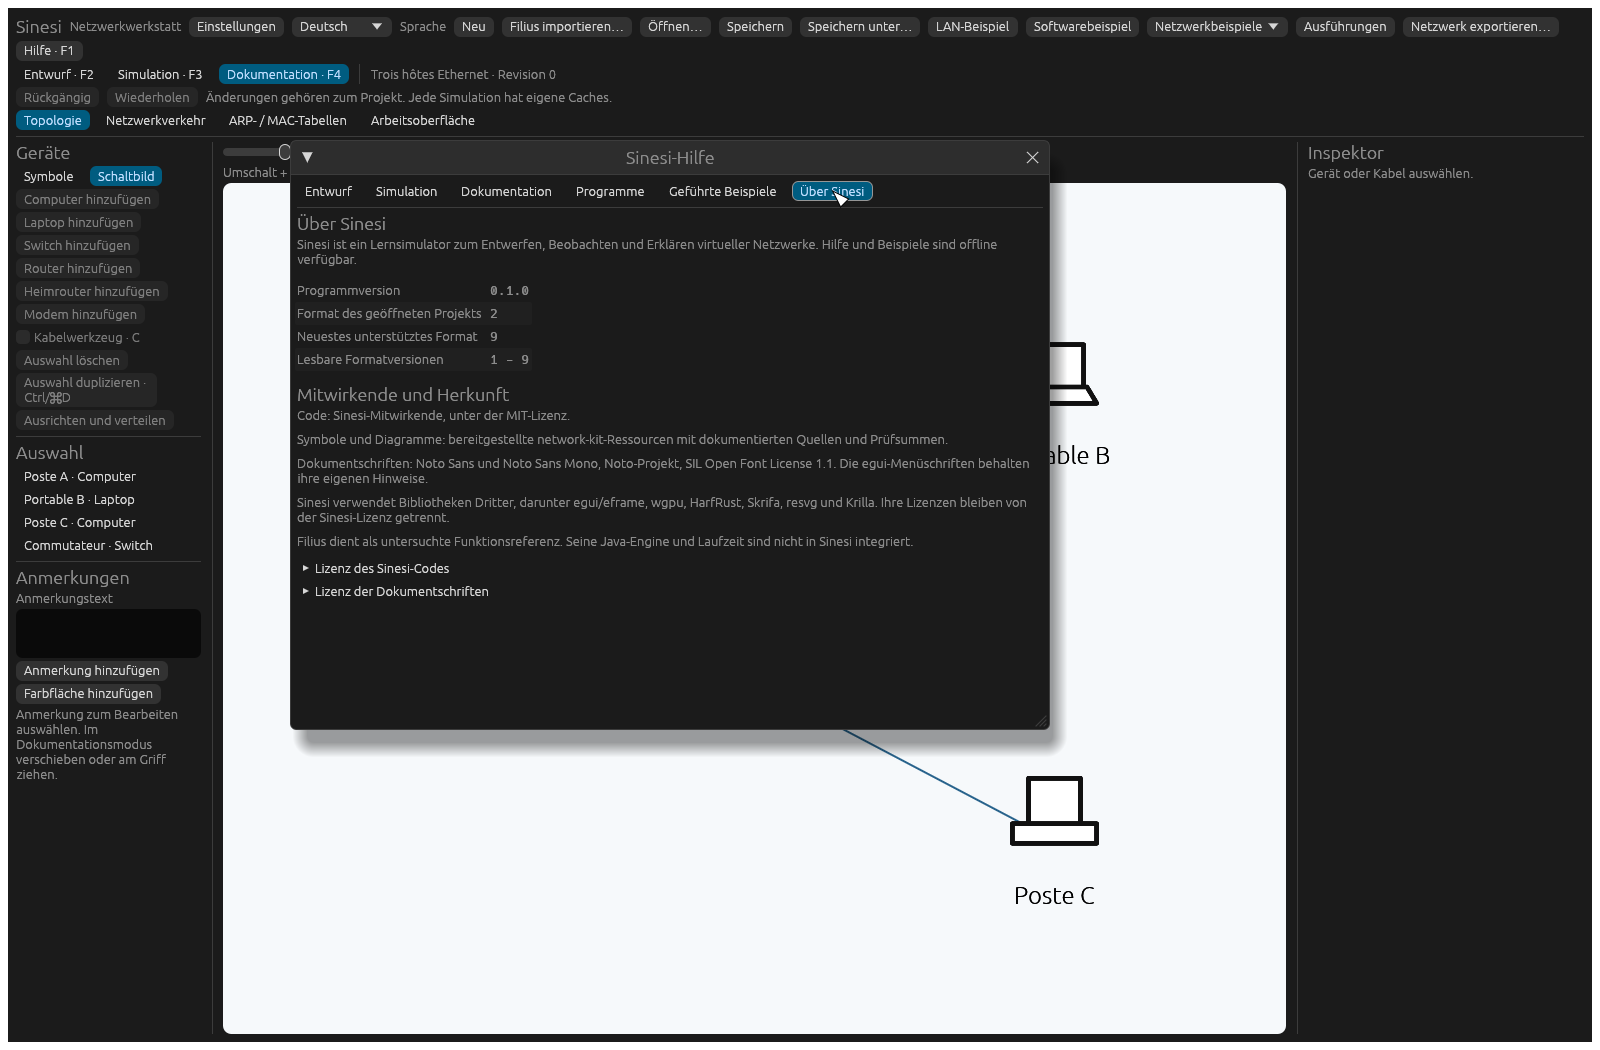 Sinesi Netzwerkwerkstatt Einstellungen Deutsch Sprache Neu Filius importieren... Öffnen... Speichern Speichern unter... LAN-Beispiel Softwarebeispiel Netzwerkbeispiele Ausführungen Netzwerk exportieren...
Hilfe · F1
Entwurf · F2 Simulation · F3 Dokumentation · F4 Trois hôtes Ethernet · Revision 0
Rückgängig Wiederholen Änderungen gehören zum Projekt. Jede Simulation hat eigene Caches.
Topologie Netzwerkverkehr ARP- / MAC-Tabellen Arbeitsoberfläche
Geräte
Symbole Schaltbild
Computer hinzufügen
Laptop hinzufügen
Switch hinzufügen
Router hinzufügen
Heimrouter hinzufügen
Modem hinzufügen
Kabelwerkzeug · C
Auswahl löschen
Auswahl duplizieren ·
Ctrl/⌘D
Ausrichten und verteilen
Auswahl
Poste A · Computer
Portable B · Laptop
Poste C · Computer
Commutateur · Switch
Anmerkungen
Anmerkungstext
Anmerkung hinzufügen
Farbfläche hinzufügen
Anmerkung zum Bearbeiten
auswählen. Im
Dokumentationsmodus
verschieben oder am Griff
ziehen.
Umschalt +
Sinesi-Hilfe
Entwurf Simulation Dokumentation Programme Geführte Beispiele Über Sinesi
Über Sinesi
Sinesi ist ein Lernsimulator zum Entwerfen, Beobachten und Erklären virtueller Netzwerke. Hilfe und Beispiele sind offline
verfügbar.
Programmversion 0.1.0
Format des geöffneten Projekts 2
Neuestes unterstütztes Format 9
Lesbare Formatversionen 1 – 9
Mitwirkende und Herkunft
Code: Sinesi-Mitwirkende, unter der MIT-Lizenz.
Symbole und Diagramme: bereitgestellte network-kit-Ressourcen mit dokumentierten Quellen und Prüfsummen.
Dokumentschriften: Noto Sans und Noto Sans Mono, Noto-Projekt, SIL Open Font License 1.1. Die egui-Menüschriften behalten
ihre eigenen Hinweise.
Sinesi verwendet Bibliotheken Dritter, darunter egui/eframe, wgpu, HarfRust, Skrifa, resvg und Krilla. Ihre Lizenzen bleiben von
der Sinesi-Lizenz getrennt.
Filius dient als untersuchte Funktionsreferenz. Seine Java-Engine und Laufzeit sind nicht in Sinesi integriert.
Lizenz des Sinesi-Codes
Lizenz der Dokumentschriften
able B
Poste C
Inspektor
Gerät oder Kabel auswählen.